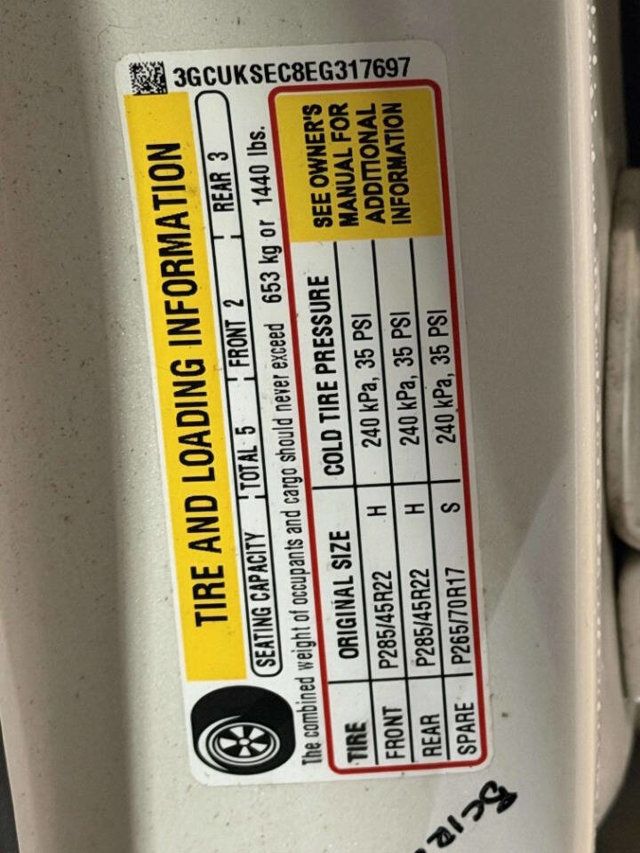 3GCUKSEC8EG317697
TIRE AND LOADING INFORMATION
SEATING CAPACITY TOTAL 5 FRONT 2 REAR 3
The combined weight of occupants and cargo should never exceed 653 kg or 1440 lbs.
TIRE ORIGINAL SIZE COLD TIRE PRESSURE
FRONT P285/45R22 H 240 kPa, 35 PSI
REAR P285/45R22 H 240 kPa, 35 PSI
SPARE P265/70R17 S 240 kPa, 35 PSI
SEE OWNER'S
MANUAL FOR
ADDITIONAL
INFORMATION